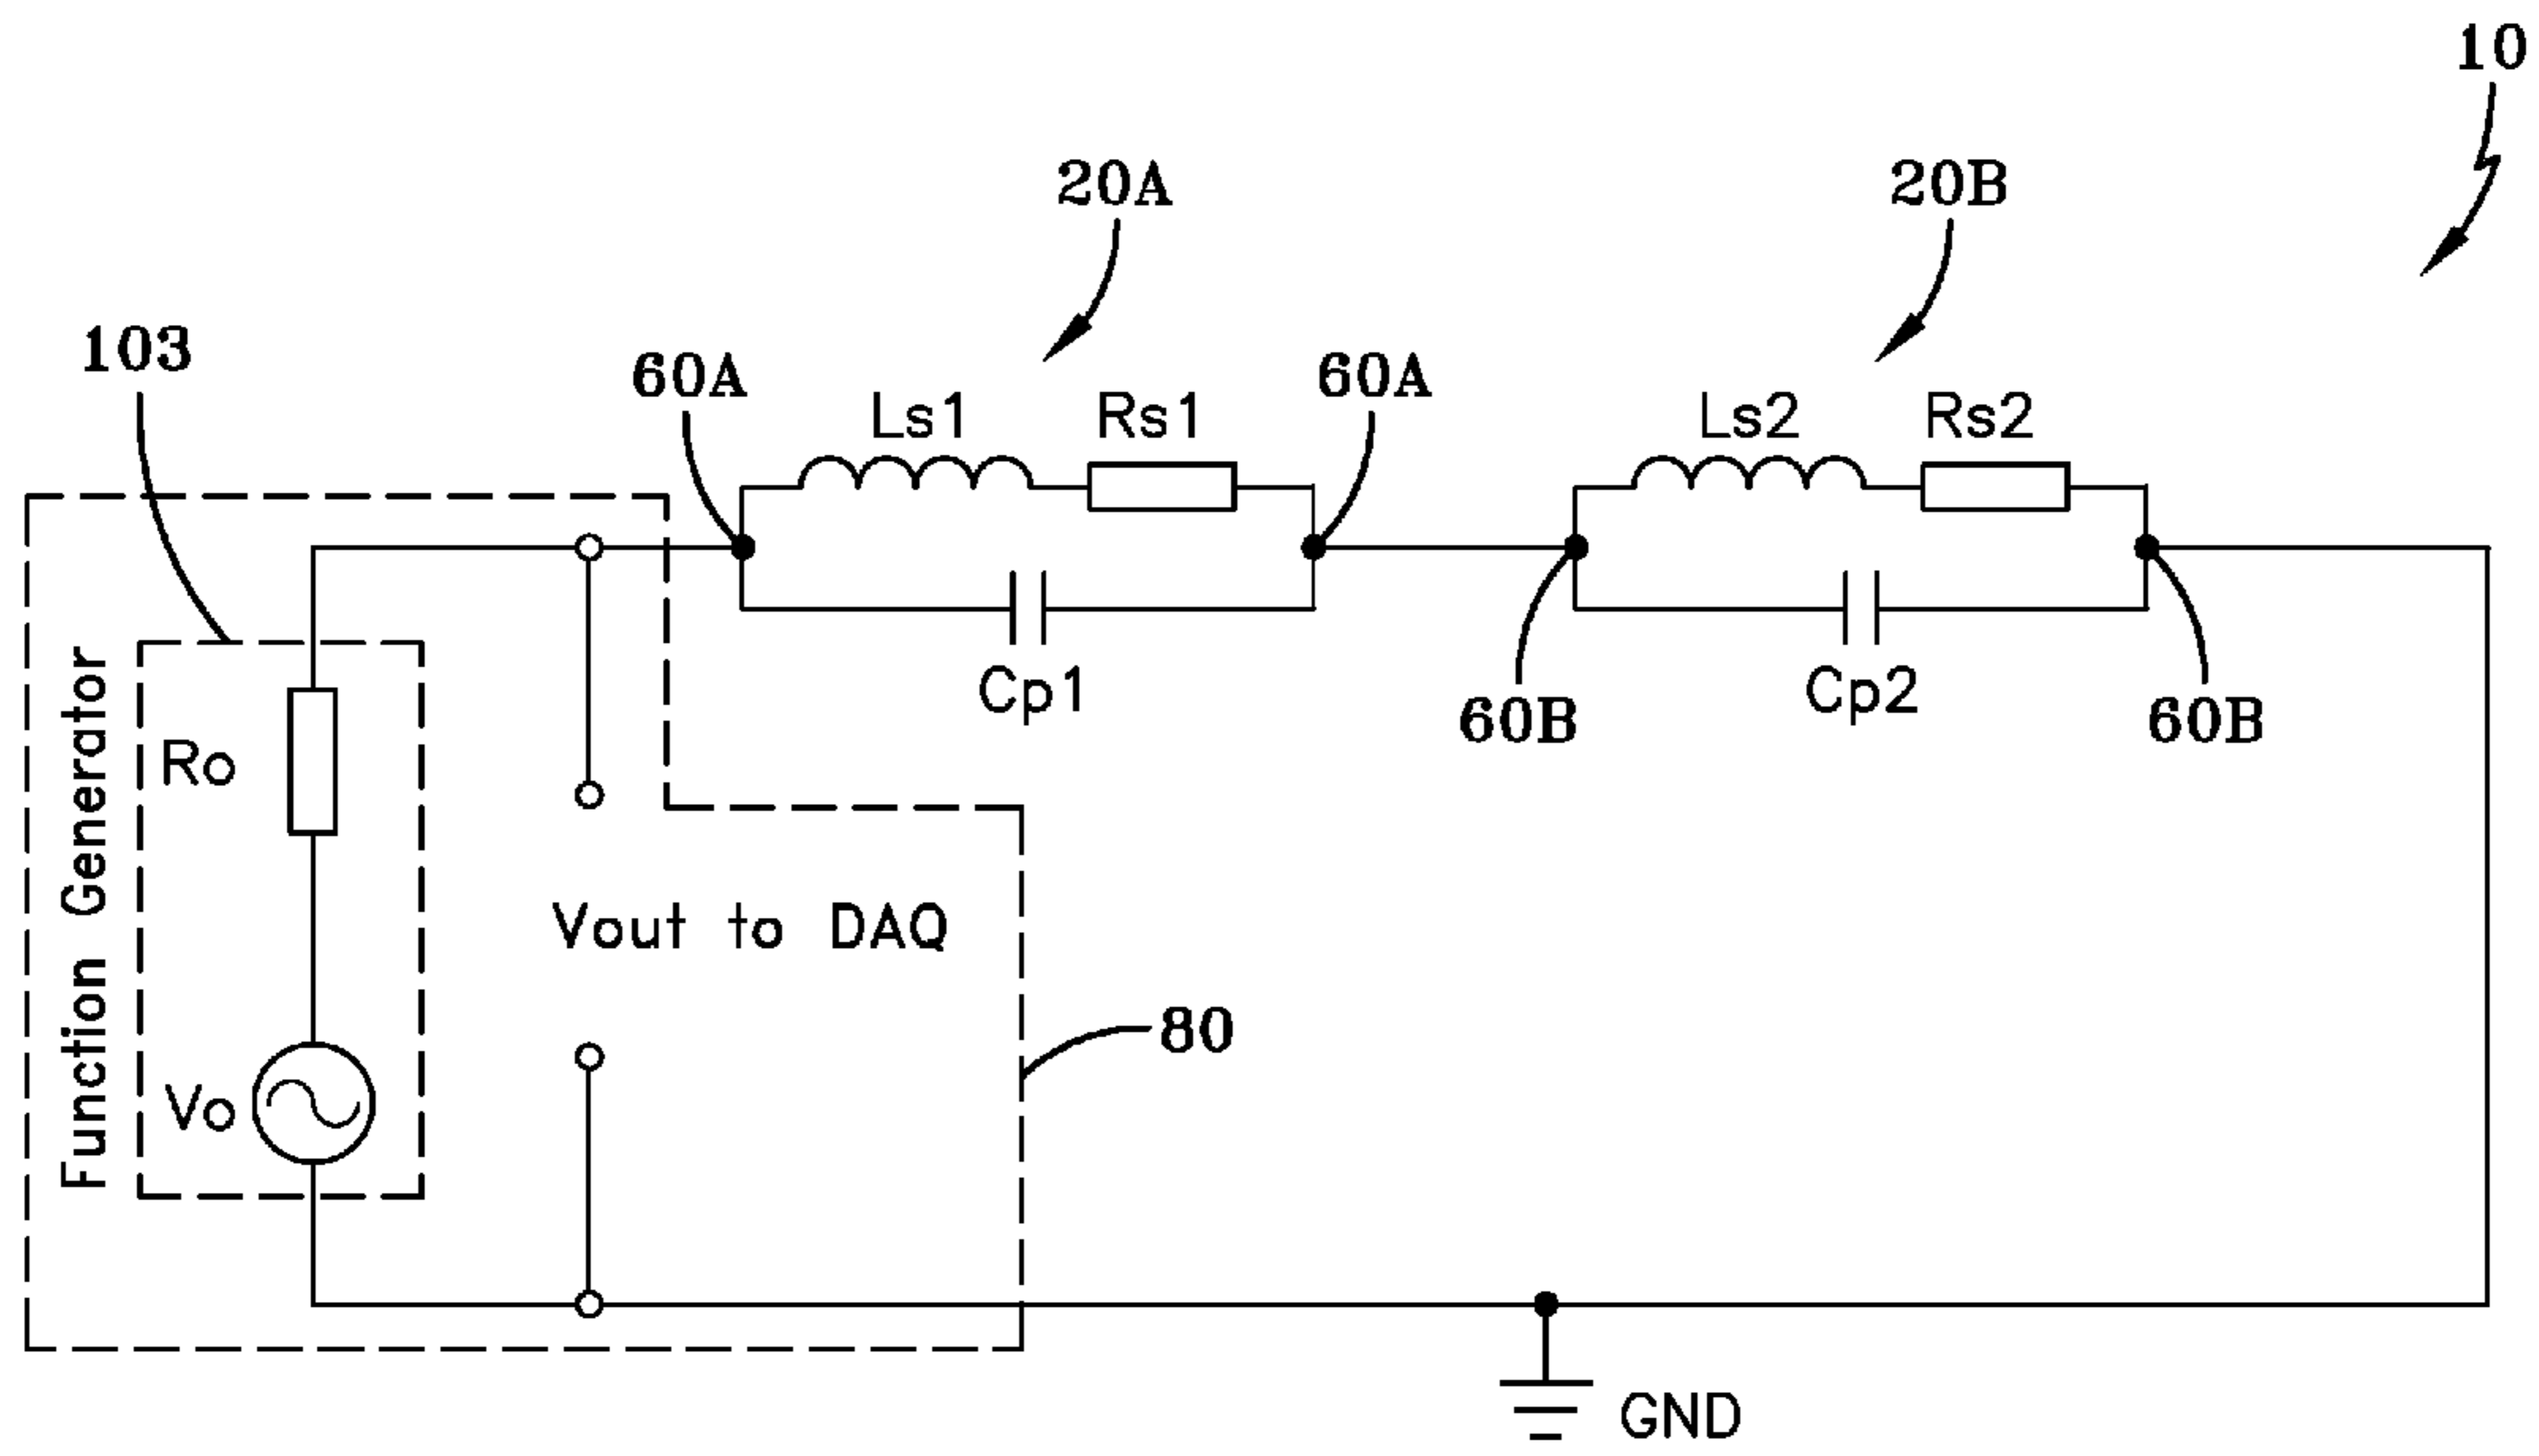 10
20A
20B
103
60A
60A
Ls1
Rs1
Ls2
Rs2
Cp1
Cp2
60B
60B
Function Generator
Ro
Vout to DAQ
80
Vo
GND